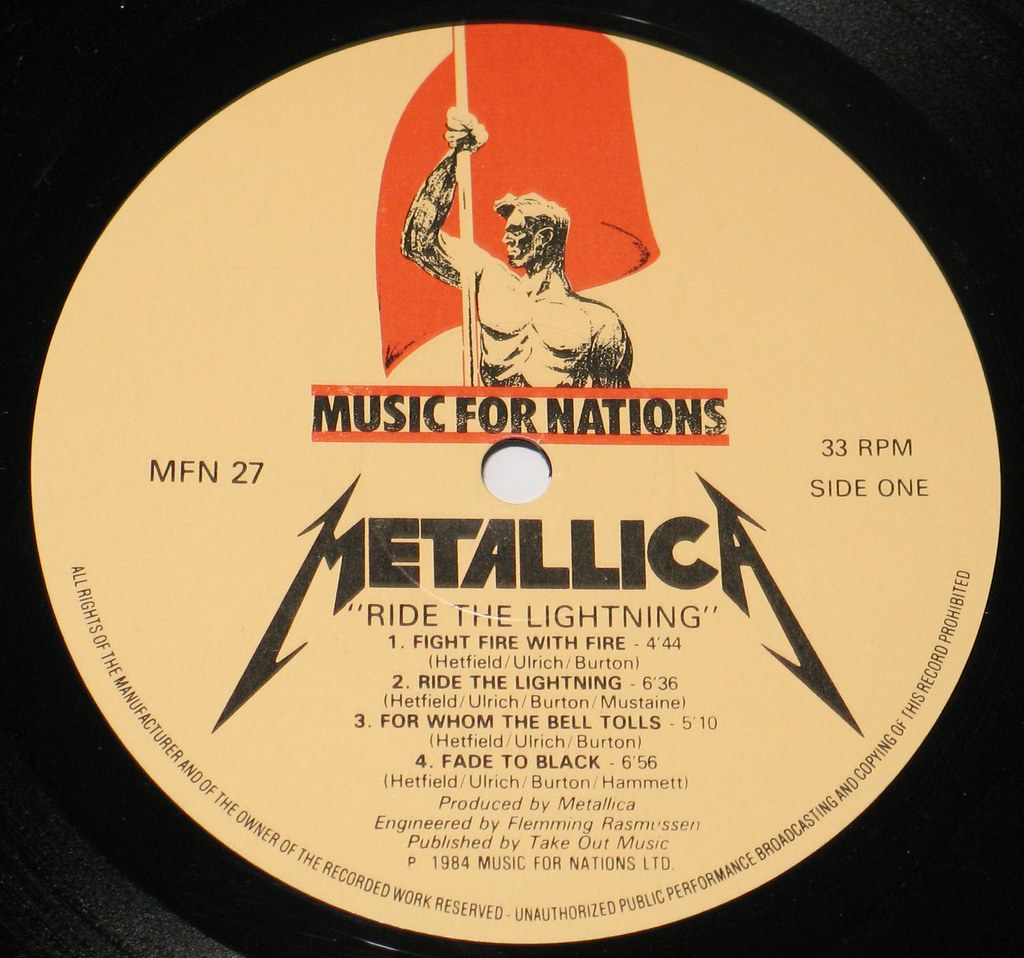 MUSIC FOR NATIONS
MFN 27
33 RPM
SIDE ONE
METALLICA
"RIDE THE LIGHTNING"
1. FIGHT FIRE WITH FIRE - 4'44
(Hetfield/Ulrich/Burton)
2. RIDE THE LIGHTNING - 6'36
(Hetfield/Ulrich/Burton/Mustaine)
3. FOR WHOM THE BELL TOLLS - 5'10
(Hetfield/Ulrich/Burton)
4. FADE TO BLACK - 6'56
(Hetfield/Ulrich/Burton/Hammett)
Produced by Metallica
Engineered by Flemming Rasmussen
Published by Take Out Music
P 1984 MUSIC FOR NATIONS LTD.
ALL RIGHTS OF THE MANUFACTURER AND OF THE OWNER OF THE RECORDED WORK RESERVED - UNAUTHORIZED PUBLIC PERFORMANCE BROADCASTING AND COPYING OF THIS RECORD PROHIBITED